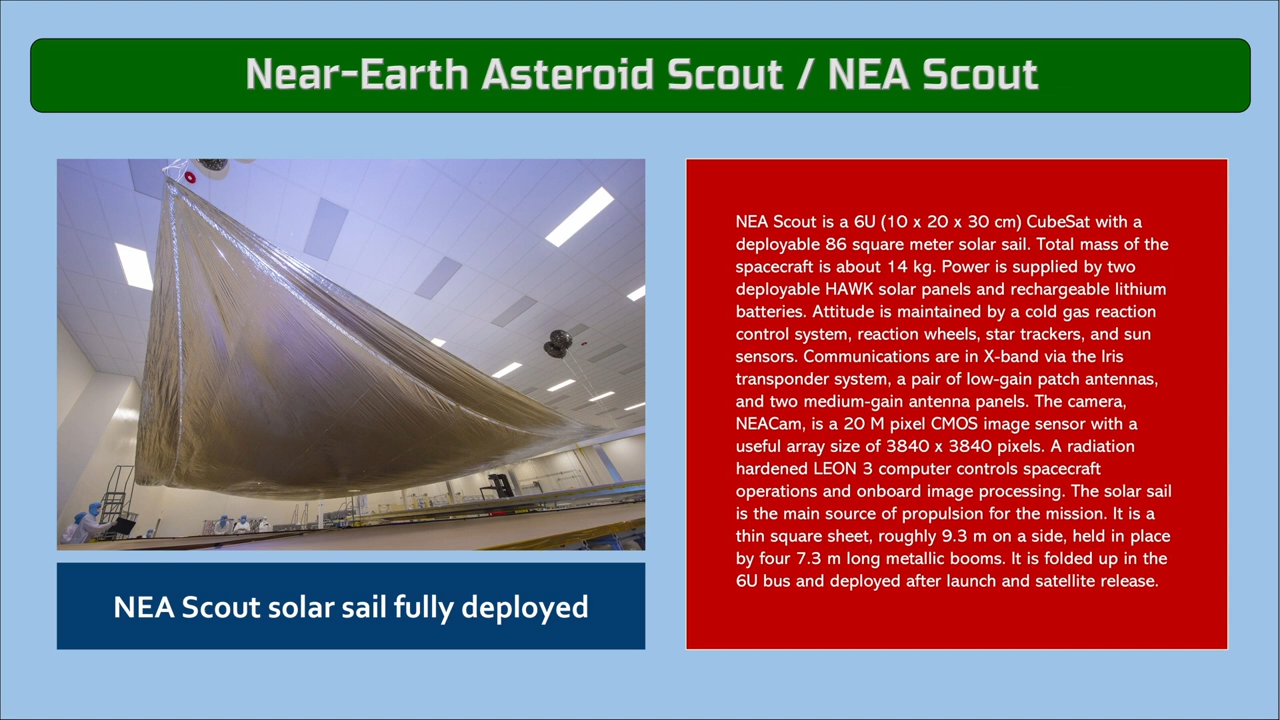 Near-Earth Asteroid Scout / NEA Scout
NEA Scout is a 6U (10 x 20 x 30 cm) CubeSat with a
deployable 86 square meter solar sail. Total mass of the
spacecraft is about 14 kg. Power is supplied by two
deployable HAWK solar panels and rechargeable lithium
batteries. Attitude is maintained by a cold gas reaction
control system, reaction wheels, star trackers, and sun
sensors. Communications are in X-band via the Iris
transponder system, a pair of low-gain patch antennas,
and two medium-gain antenna panels. The camera,
NEACam, is a 20 M pixel CMOS image sensor with a
useful array size of 3840 x 3840 pixels. A radiation
hardened LEON 3 computer controls spacecraft
operations and onboard image processing. The solar sail
is the main source of propulsion for the mission. It is a
thin square sheet, roughly 9.3 m on a side, held in place
by four 7.3 m long metallic booms. It is folded up in the
6U bus and deployed after launch and satellite release.
NEA Scout solar sail fully deployed